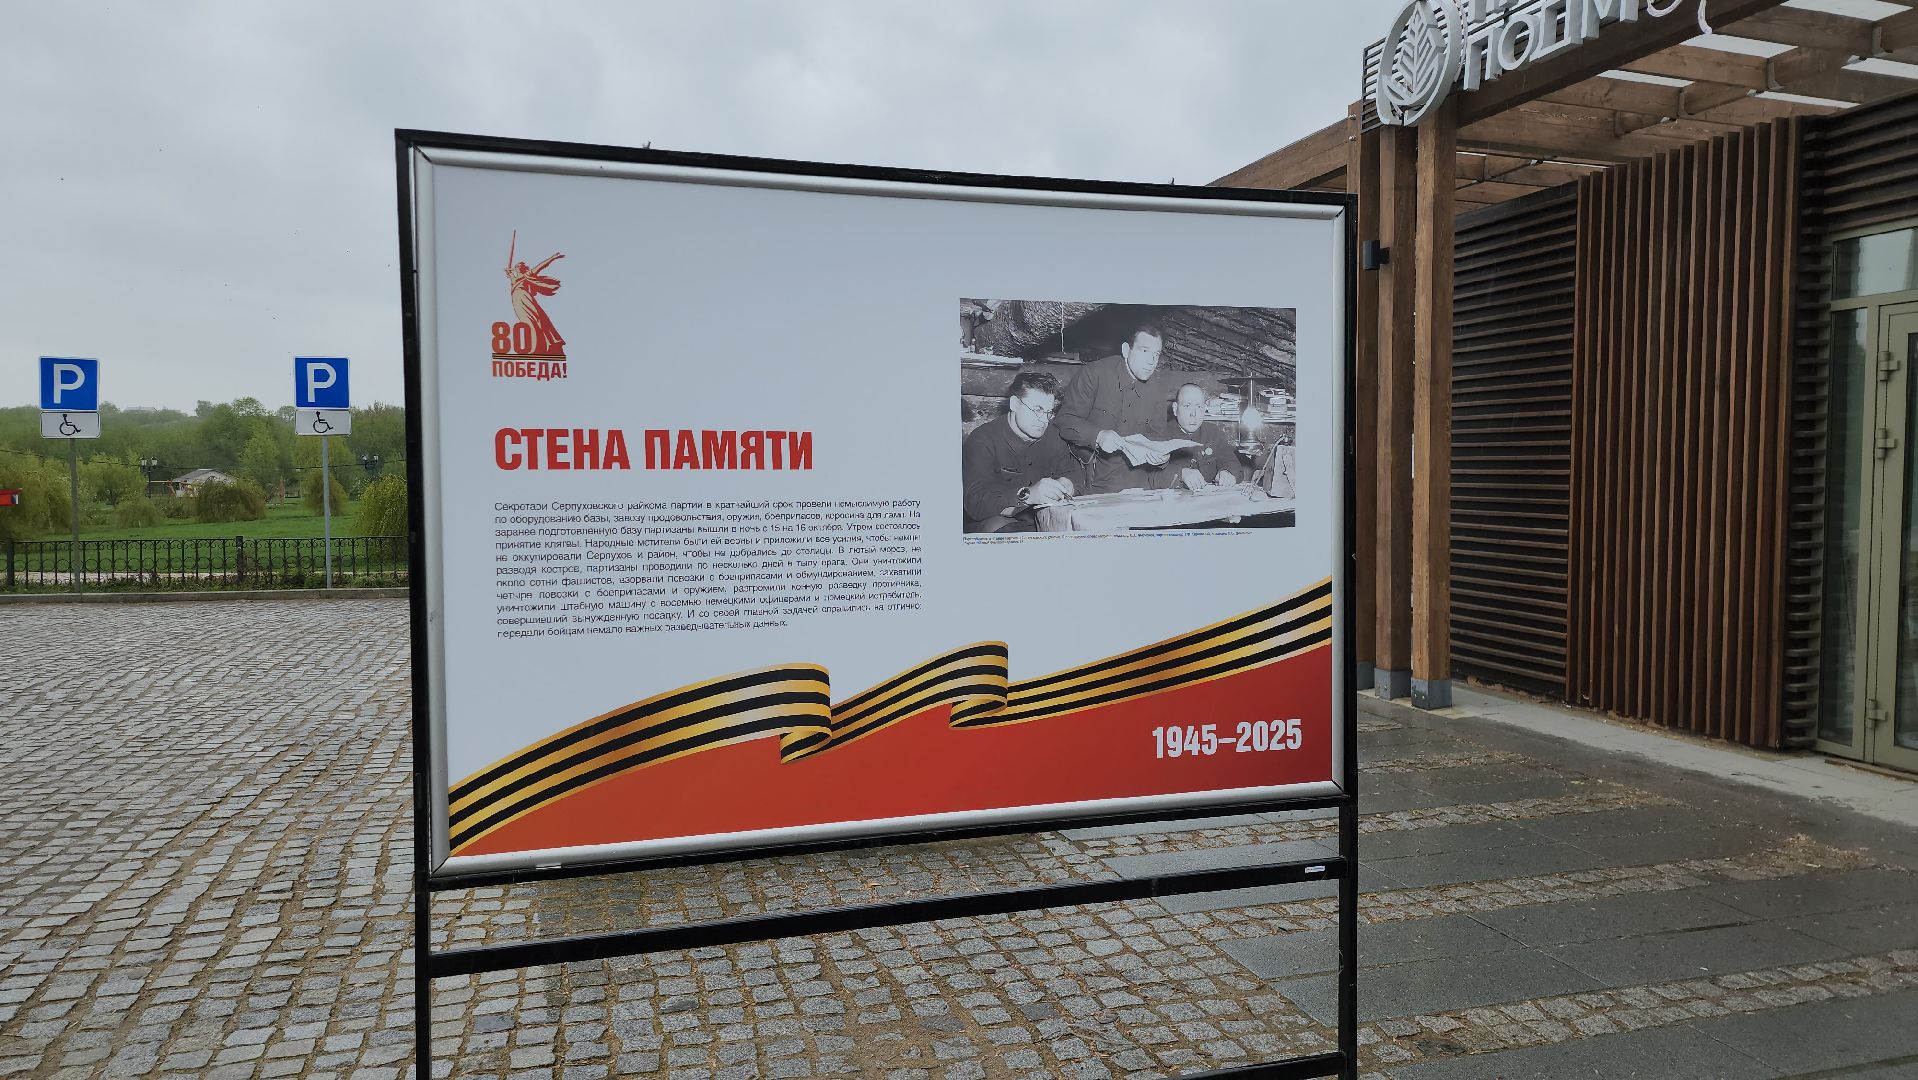 ПОДМО
80
ПОБЕДА!
СТЕНА ПАМЯТИ
Секретари Серпуховского райкома партии в кратчайший срок провели немыслимую работу
по оборудованию базы, завозу продовольствия, оружия, боеприпасов, керосина для ламп. На
заранее подготовленную базу партизаны вышли в ночь с 15 на 16 октября. Утром состоялось
принятие клятвы. Народные мстители были ей верны и приложили все усилия, чтобы немцы
не оккупировали Серпухов и район, чтобы не добрались до столицы. В лютый мороз, не
разводя костров, партизаны проводили по несколько дней в тылу врага. Они уничтожили
около сотни фашистов, взорвали повозки с боеприпасами и обмундированием, захватили
четыре повозки с боеприпасами и оружием, разгромили конную разведку противника,
уничтожили штабную машину с восемью немецкими офицерами и немецкий истребитель,
совершивший вынужденную посадку. И со своей главной задачей справились на отлично:
передали бойцам немало важных разведывательных данных.
1945–2025
P
P